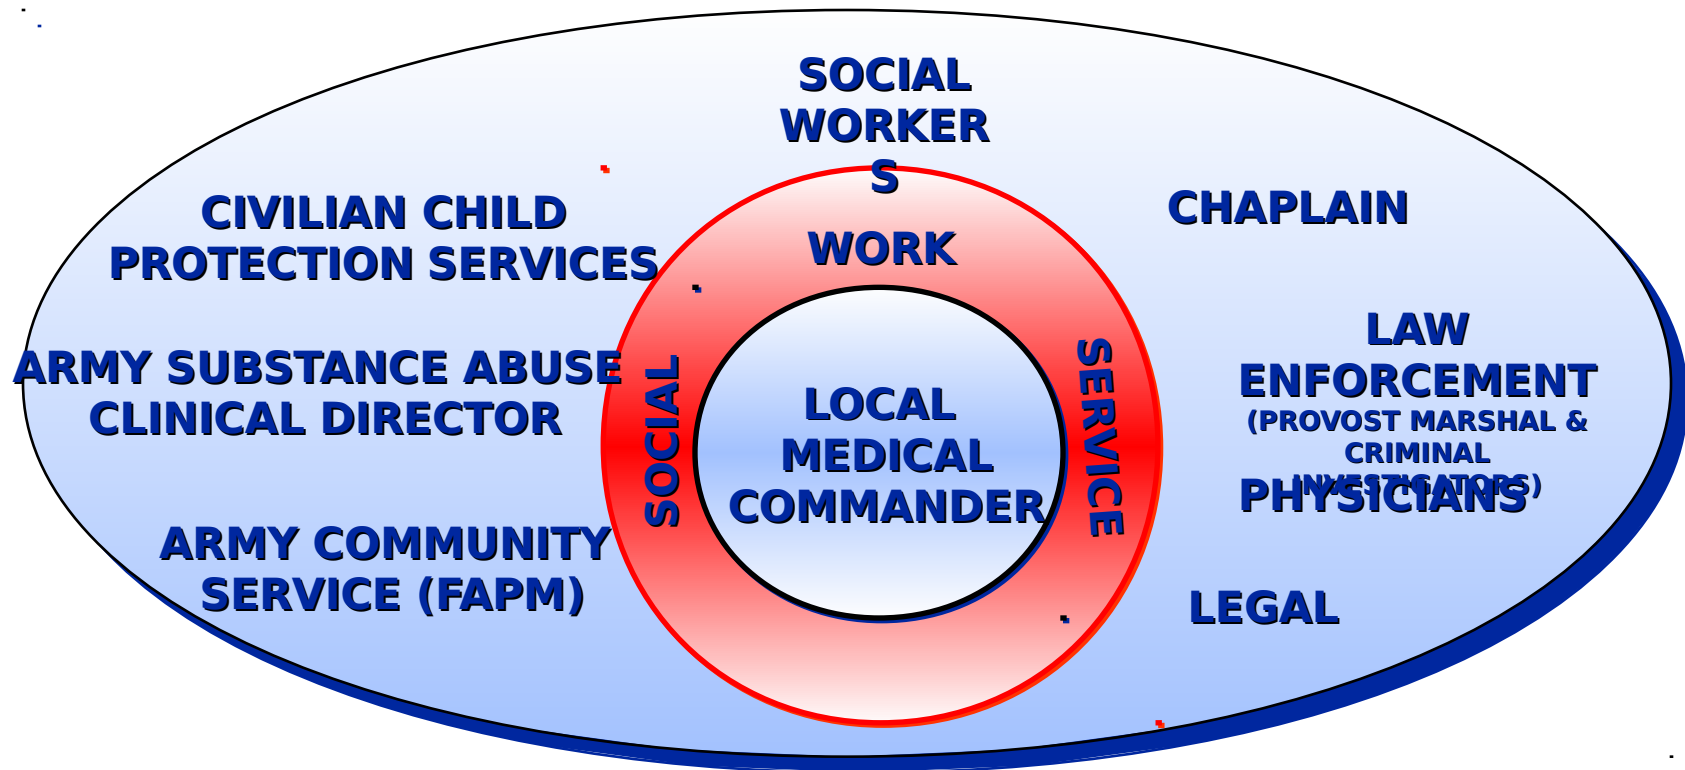 SOCIAL
WORKER
S
CIVILIAN CHILD
PROTECTION SERVICES
CHAPLAIN
WORK
ARMY SUBSTANCE ABUSE
CLINICAL DIRECTOR
SOCIAL
LOCAL
MEDICAL
COMMANDER
SERVICE
LAW
ENFORCEMENT
(PROVOST MARSHAL &
CRIMINAL
INVESTIGATORS)
PHYSICIANS
ARMY COMMUNITY
SERVICE (FAPM)
LEGAL